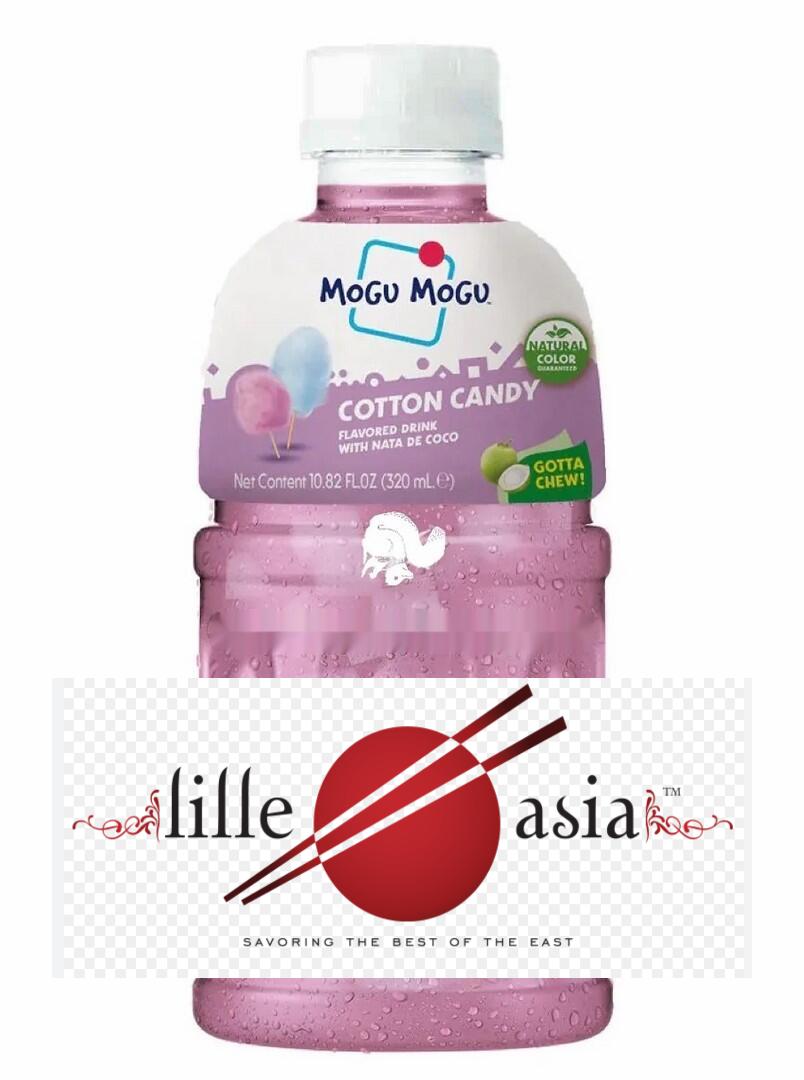 MOGU MOGU™
NATURAL
COLOR
GUARANTEED
COTTON CANDY
FLAVORED DRINK
WITH NATA DE COCO
Net Content 10.82 FL.OZ (320 mL.℮)
GOTTA
CHEW!
lille asia™
SAVORING THE BEST OF THE EAST